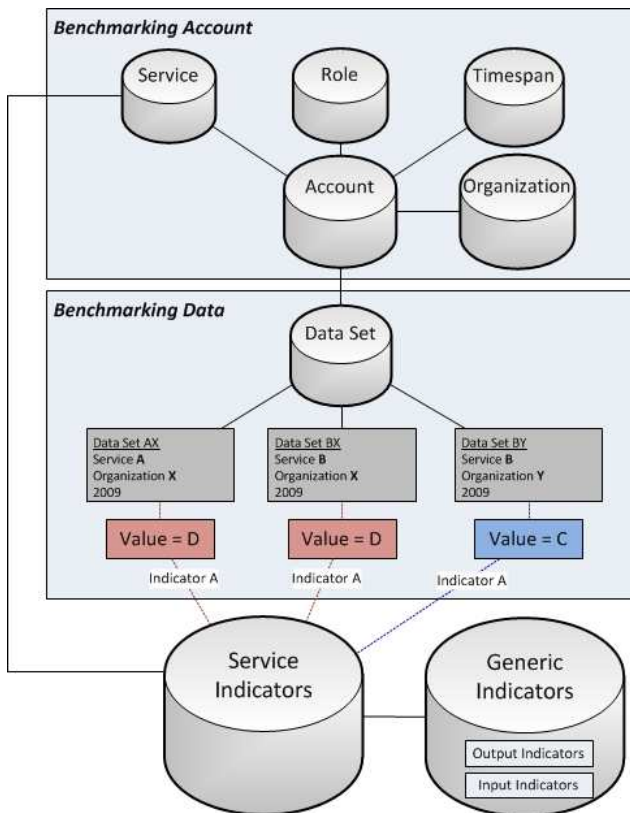 Benchmarking Account
Service
Role
Timespan
Account
Organization
Benchmarking Data
Data Set
Data Set AX
Service A
Organization X
2009
Data Set BX
Service B
Organization X
2009
Data Set BY
Service B
Organization Y
2009
Value = D
Value = D
Value = C
Indicator A
Indicator A
Indicator A
Service
Indicators
Generic
Indicators
Output Indicators
Input Indicators